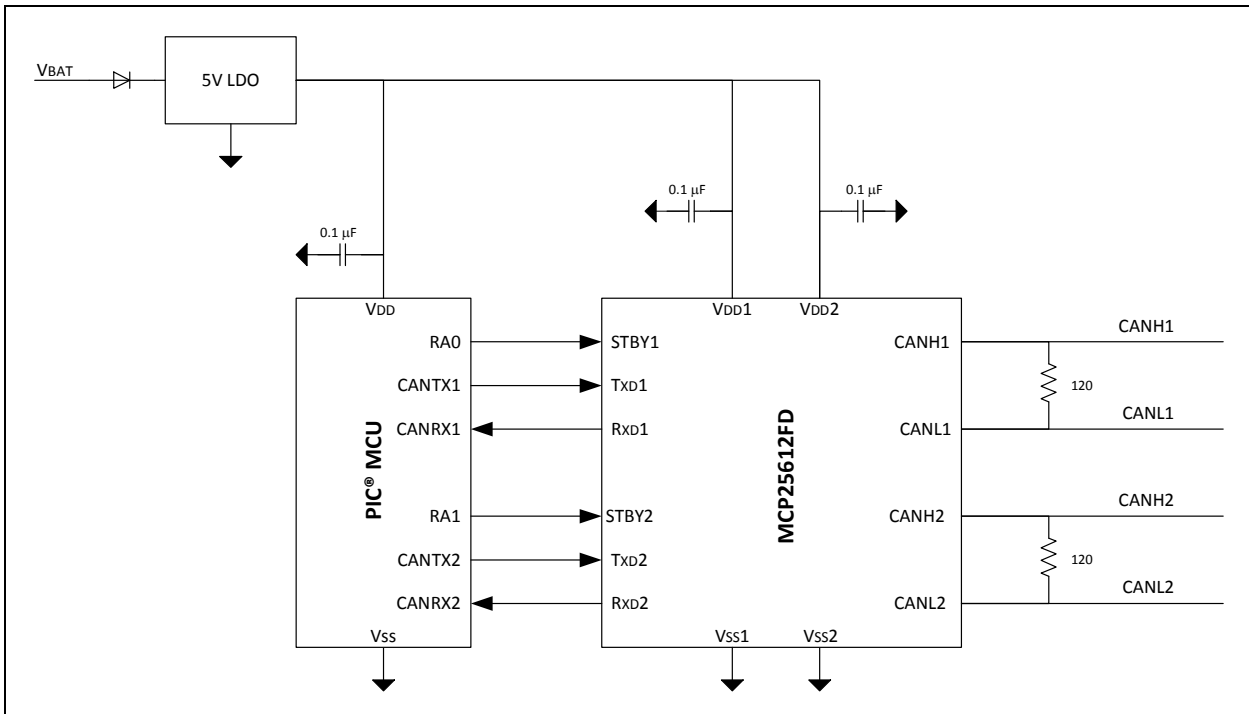 VBAT
5V LDO
0.1 µF
0.1 µF
0.1 µF
VDD
VDD1
VDD2
RA0
STBY1
CANH1
CANH1
CANTX1
TXD1
120
CANRX1
RXD1
CANL1
CANL1
PIC® MCU
MCP25612FD
RA1
STBY2
CANH2
CANH2
CANTX2
TXD2
120
CANRX2
RXD2
CANL2
CANL2
VSS
VSS1
VSS2